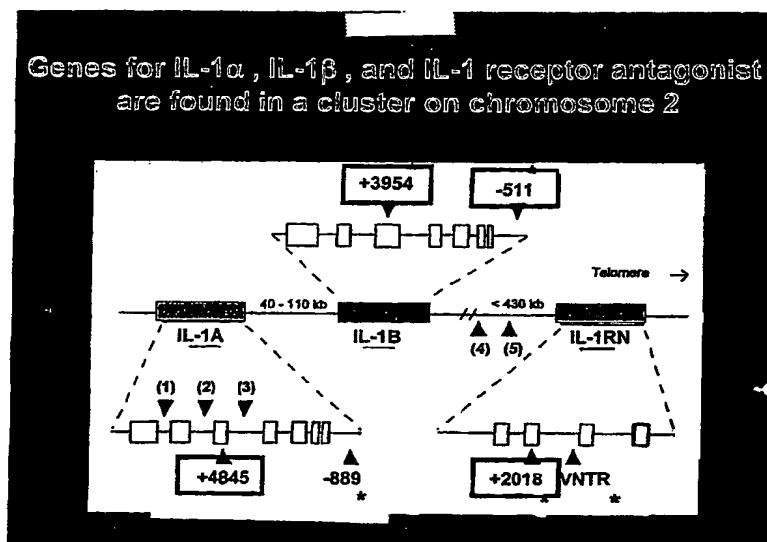 Genes for IL-1α , IL-1β , and IL-1 receptor antagonist
are found in a cluster on chromosome 2
+3954
-511
Telomere →
40 - 110 kb
< 430 kb
IL-1A
IL-1B
(4)
(5)
IL-1RN
(1)
(2)
(3)
+4845
-889
*
+2018
VNTR
*
*